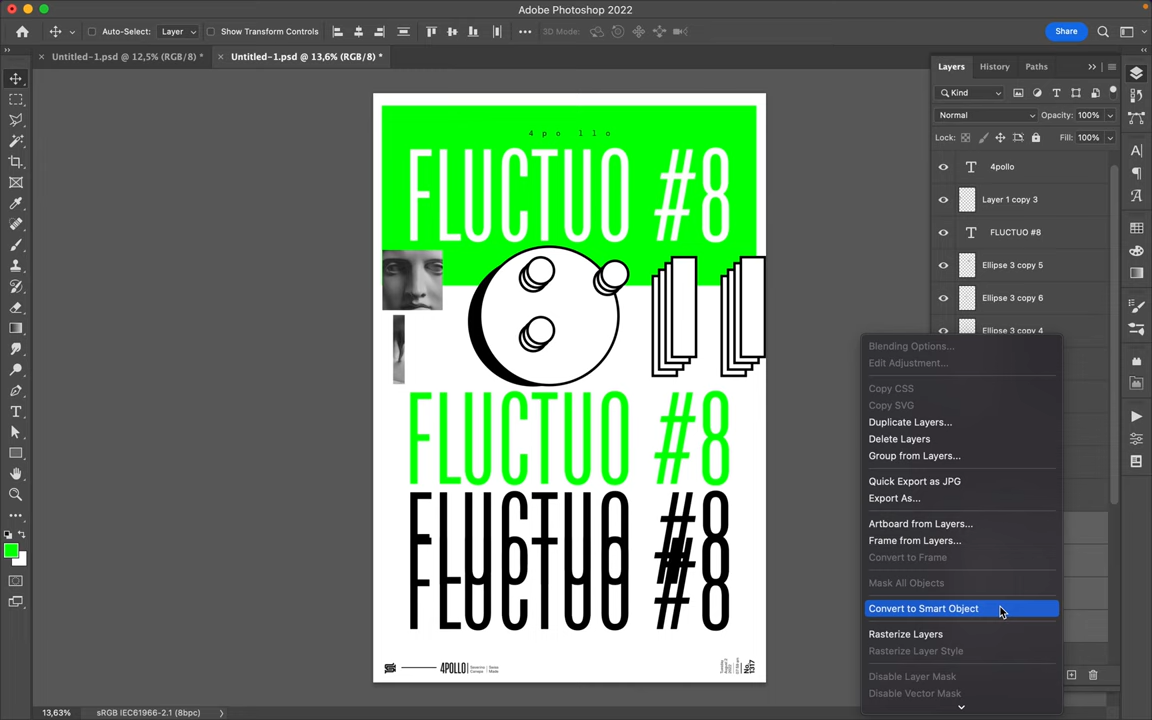 Adobe Photoshop 2022
Auto-Select: Layer Show Transform Controls ••• 3D Mode: Share
× Untitled-1.psd @ 12,5% (RGB/8) * × Untitled-1.psd @ 13,6% (RGB/8) *
Layers History Paths
Kind
Normal Opacity: 100%
Lock: Fill: 100%
4pollo
Layer 1 copy 3
FLUCTUO #8
Ellipse 3 copy 5
Ellipse 3 copy 6
Ellipse 3 copy 4
4pollo
FLUCTUO #8
FLUCTUO #8
FLUCTUO #8
FLUCTUO #8
4POLLO
No. 1317
Blending Options...
Edit Adjustment...
Copy CSS
Copy SVG
Duplicate Layers...
Delete Layers
Group from Layers...
Quick Export as JPG
Export As...
Artboard from Layers...
Frame from Layers...
Convert to Frame
Mask All Objects
Convert to Smart Object
Rasterize Layers
Rasterize Layer Style
Disable Layer Mask
Disable Vector Mask
13,63% sRGB IEC61966-2.1 (8bpc)